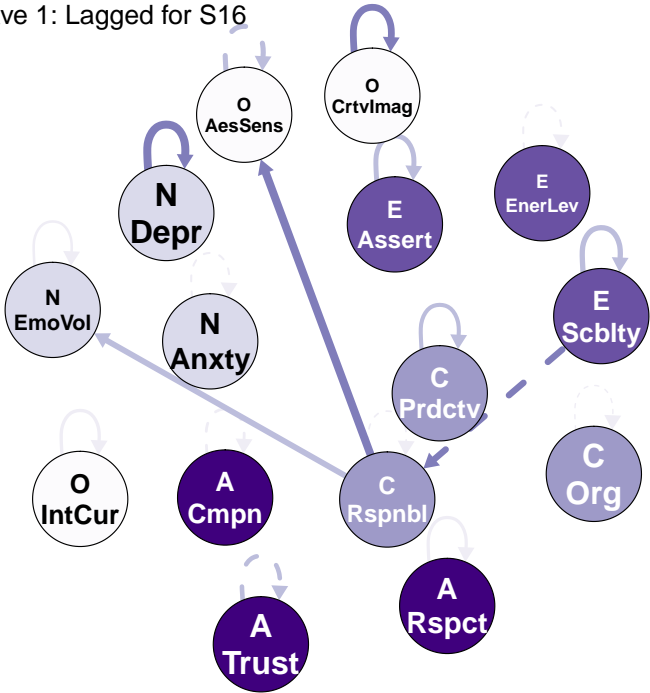 ve 1: Lagged for S16
O
AesSens
O
CrtvImag
N
Depr
E
Assert
E
EnerLev
N
EmoVol
N
Anxty
E
Scblty
C
Prdctv
O
IntCur
A
Cmpn
C
Rspnbl
C
Org
A
Trust
A
Rspct